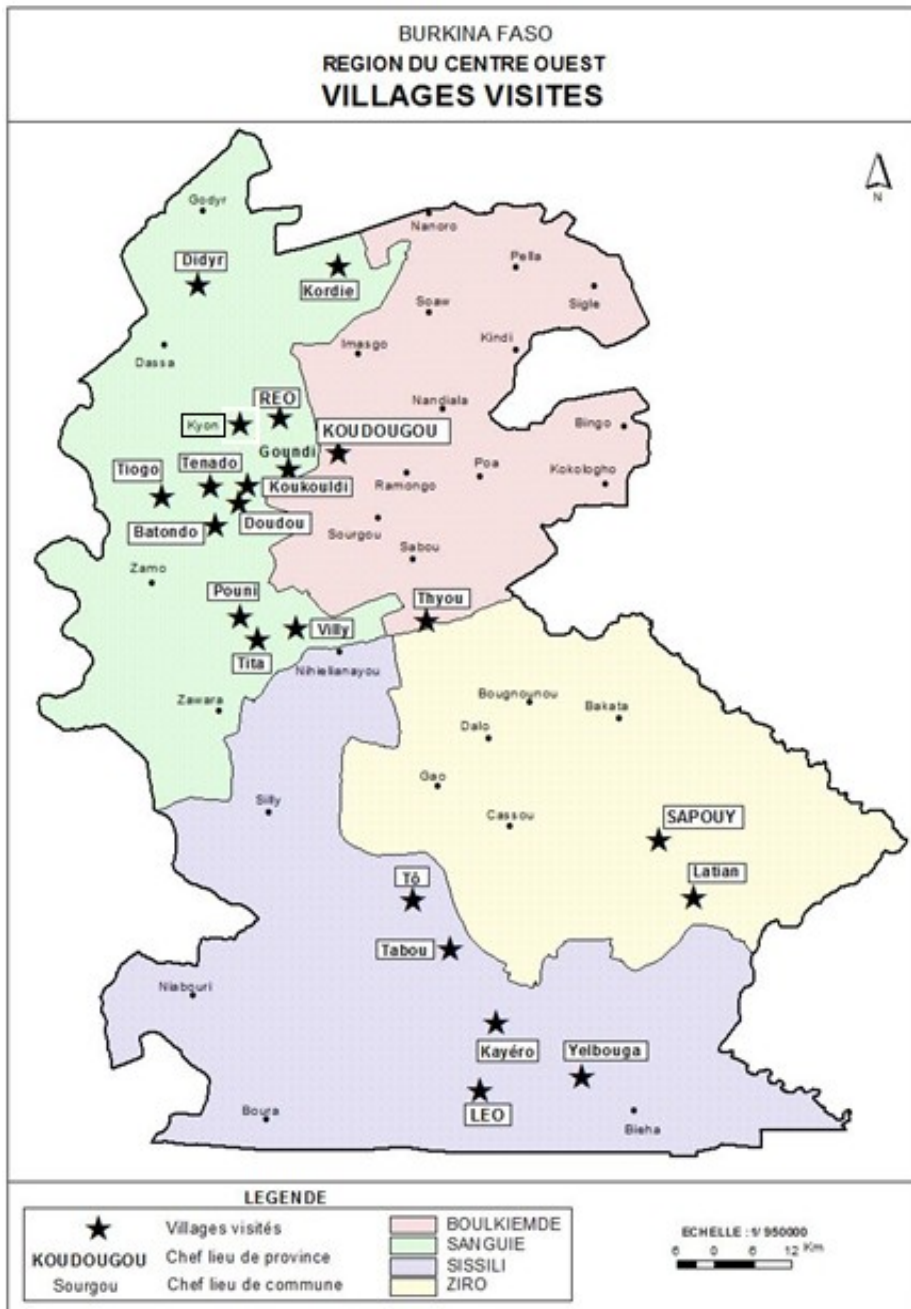 BURKINA FASO
REGION DU CENTRE OUEST
VILLAGES VISITES
N
Godyr
Nanoro
Didyr
Kordie
Pella
Sigle
Soaw
Imasgo
Kindi
Dassa
REO
Nandiala
Kyon
KOUDOUGOU
Bingo
Goundi
Tiogo
Tenado
Koukouldi
Ramongo
Poa
Kokologho
Batondo
Doudou
Sourgou
Sabou
Zamo
Pouni
Thyou
Villy
Tita
Nihielianayou
Zawara
Bougnounou
Bakata
Dalo
Gao
Silly
Cassou
SAPOUY
Tô
Latian
Tabou
Niabouri
Kayéro
Yelbouga
LEO
Boura
Bieha
LEGENDE
Villages visités
KOUDOUGOU Chef lieu de province
Sourgou Chef lieu de commune
BOULKIEMDE
SANGUIE
SISSILI
ZIRO
ECHELLE : 1/ 950000
6 0 6 12 Km